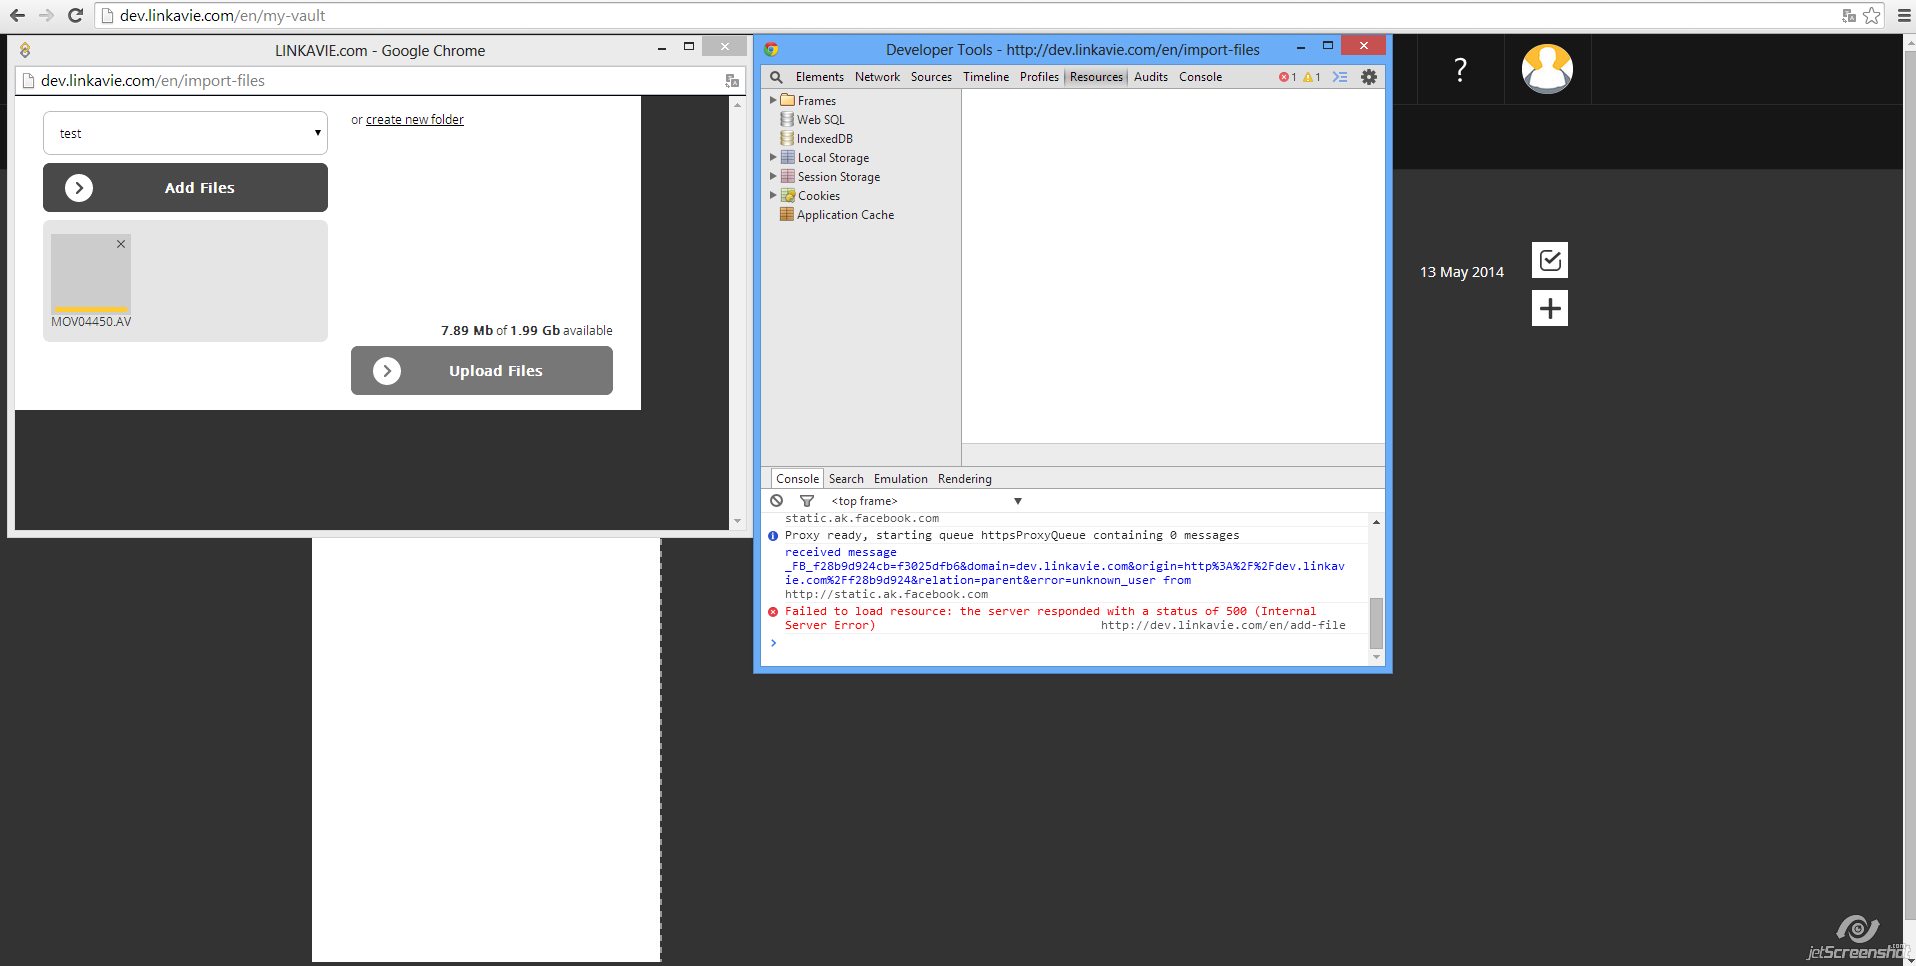 dev.linkavie.com/en/my-vault
LINKAVIE.com - Google Chrome
dev.linkavie.com/en/import-files
test
or create new folder
Add Files
MOV04450.AV
7.89 Mb of 1.99 Gb available
Upload Files
Developer Tools - http://dev.linkavie.com/en/import-files
Elements Network Sources Timeline Profiles Resources Audits Console 1 1
Frames
Web SQL
IndexedDB
Local Storage
Session Storage
Cookies
Application Cache
Console Search Emulation Rendering
<top frame>
static.ak.facebook.com
Proxy ready, starting queue httpsProxyQueue containing 0 messages
received message
_FB_f28b9d924cb=f3025dfb6&domain=dev.linkavie.com&origin=http%3A%2F%2Fdev.linkav
ie.com%2Ff28b9d924&relation=parent&error=unknown_user from
http://static.ak.facebook.com
Failed to load resource: the server responded with a status of 500 (Internal
Server Error) http://dev.linkavie.com/en/add-file
?
13 May 2014
jetScreenshot.com